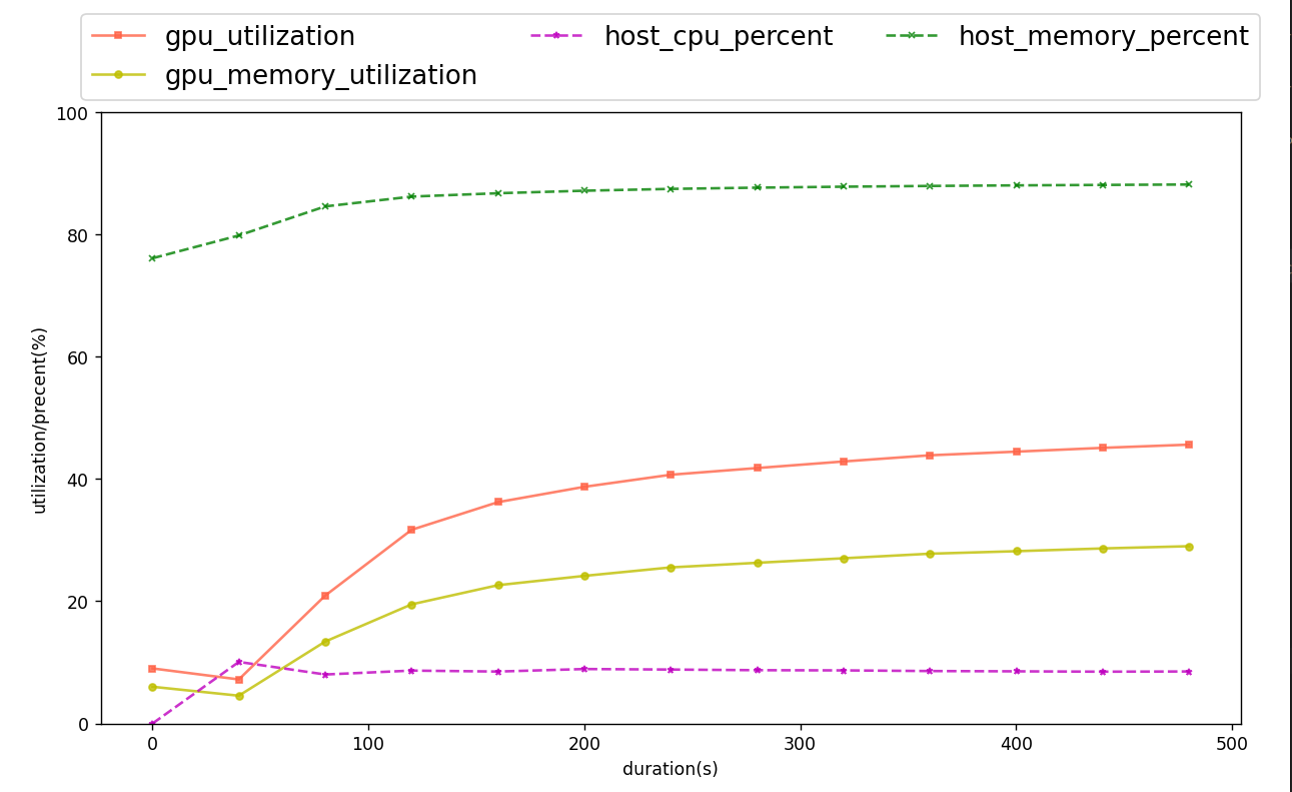 gpu_utilization
gpu_memory_utilization
host_cpu_percent
host_memory_percent
100
80
60
40
20
0
utilization/precent(%)
0 100 200 300 400 500
duration(s)